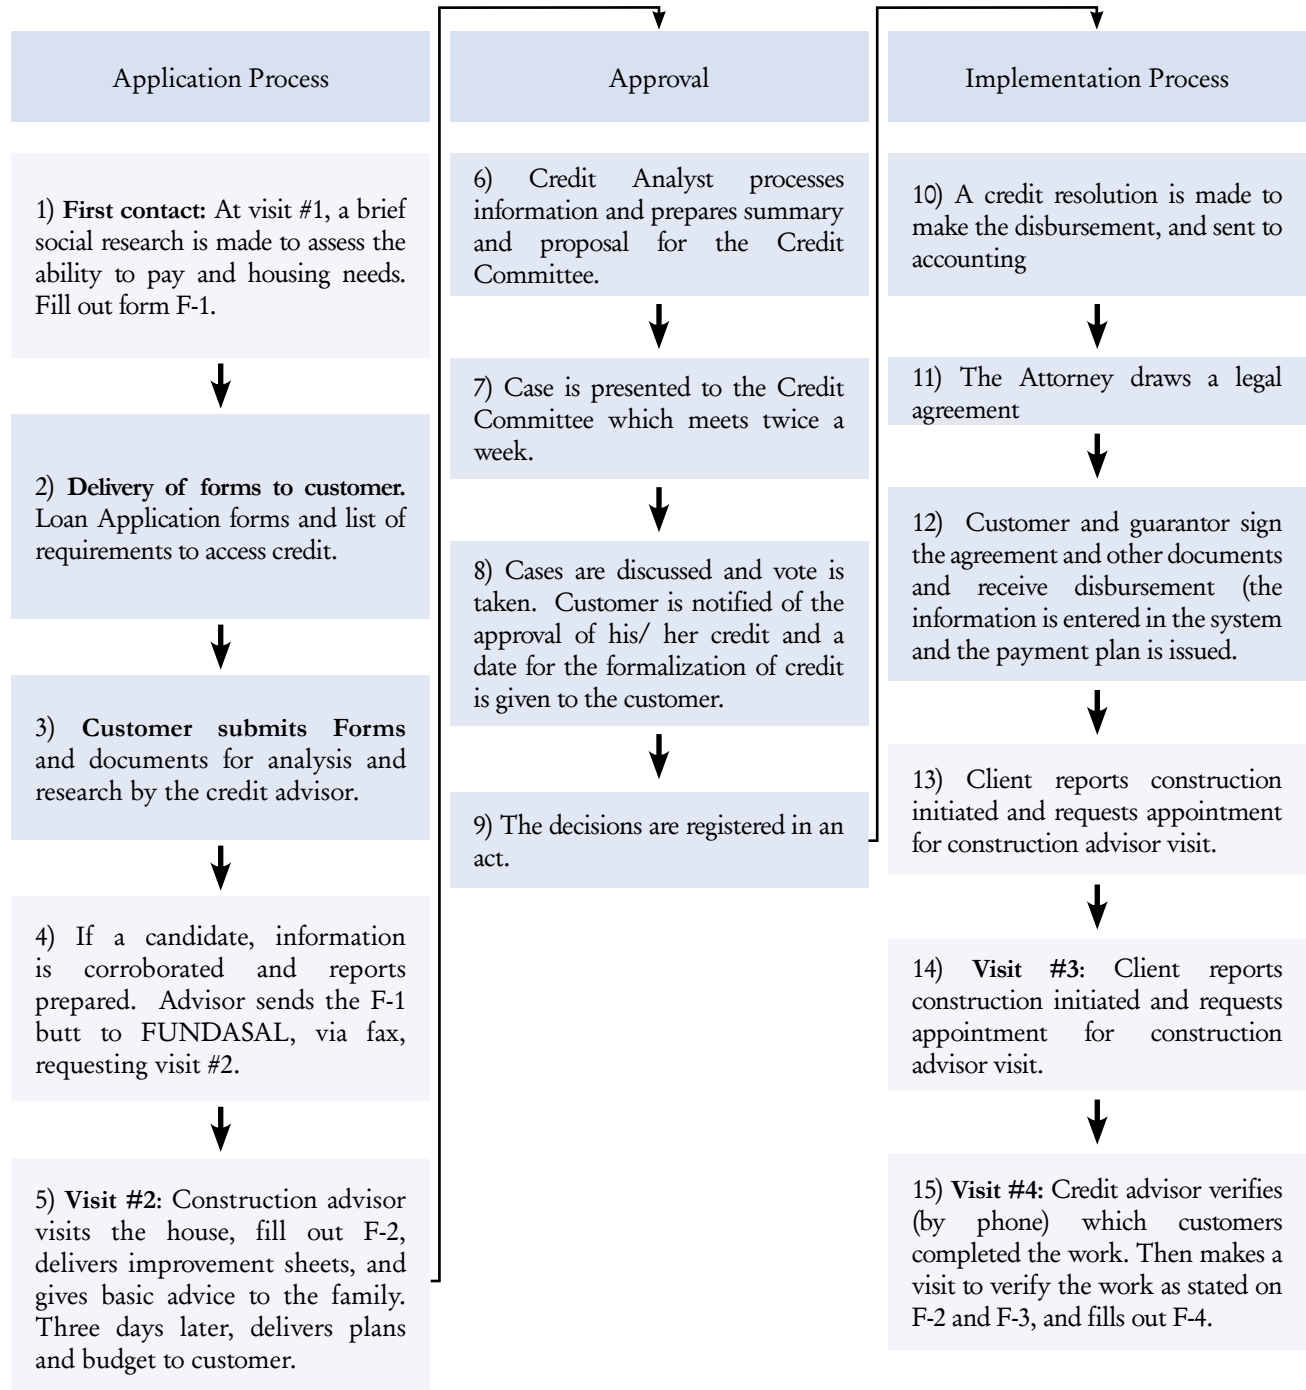 Application Process
1) First contact: At visit #1, a brief
social research is made to assess the
ability to pay and housing needs.
Fill out form F-1.
2) Delivery of forms to customer.
Loan Application forms and list of
requirements to access credit.
3) Customer submits Forms
and documents for analysis and
research by the credit advisor.
4) If a candidate, information
is corroborated and reports
prepared. Advisor sends the F-1
butt to FUNDASAL, via fax,
requesting visit #2.
5) Visit #2: Construction advisor
visits the house, fill out F-2,
delivers improvement sheets, and
gives basic advice to the family.
Three days later, delivers plans
and budget to customer.
Approval
6) Credit Analyst processes
information and prepares summary
and proposal for the Credit
Committee.
7) Case is presented to the Credit
Committee which meets twice a
week.
8) Cases are discussed and vote is
taken. Customer is notified of the
approval of his/ her credit and a
date for the formalization of credit
is given to the customer.
9) The decisions are registered in an
act.
Implementation Process
10) A credit resolution is made to
make the disbursement, and sent to
accounting
11) The Attorney draws a legal
agreement
12) Customer and guarantor sign
the agreement and other documents
and receive disbursement (the
information is entered in the system
and the payment plan is issued.
13) Client reports construction
initiated and requests appointment
for construction advisor visit.
14) Visit #3: Client reports
construction initiated and requests
appointment for construction
advisor visit.
15) Visit #4: Credit advisor verifies
(by phone) which customers
completed the work. Then makes a
visit to verify the work as stated on
F-2 and F-3, and fills out F-4.